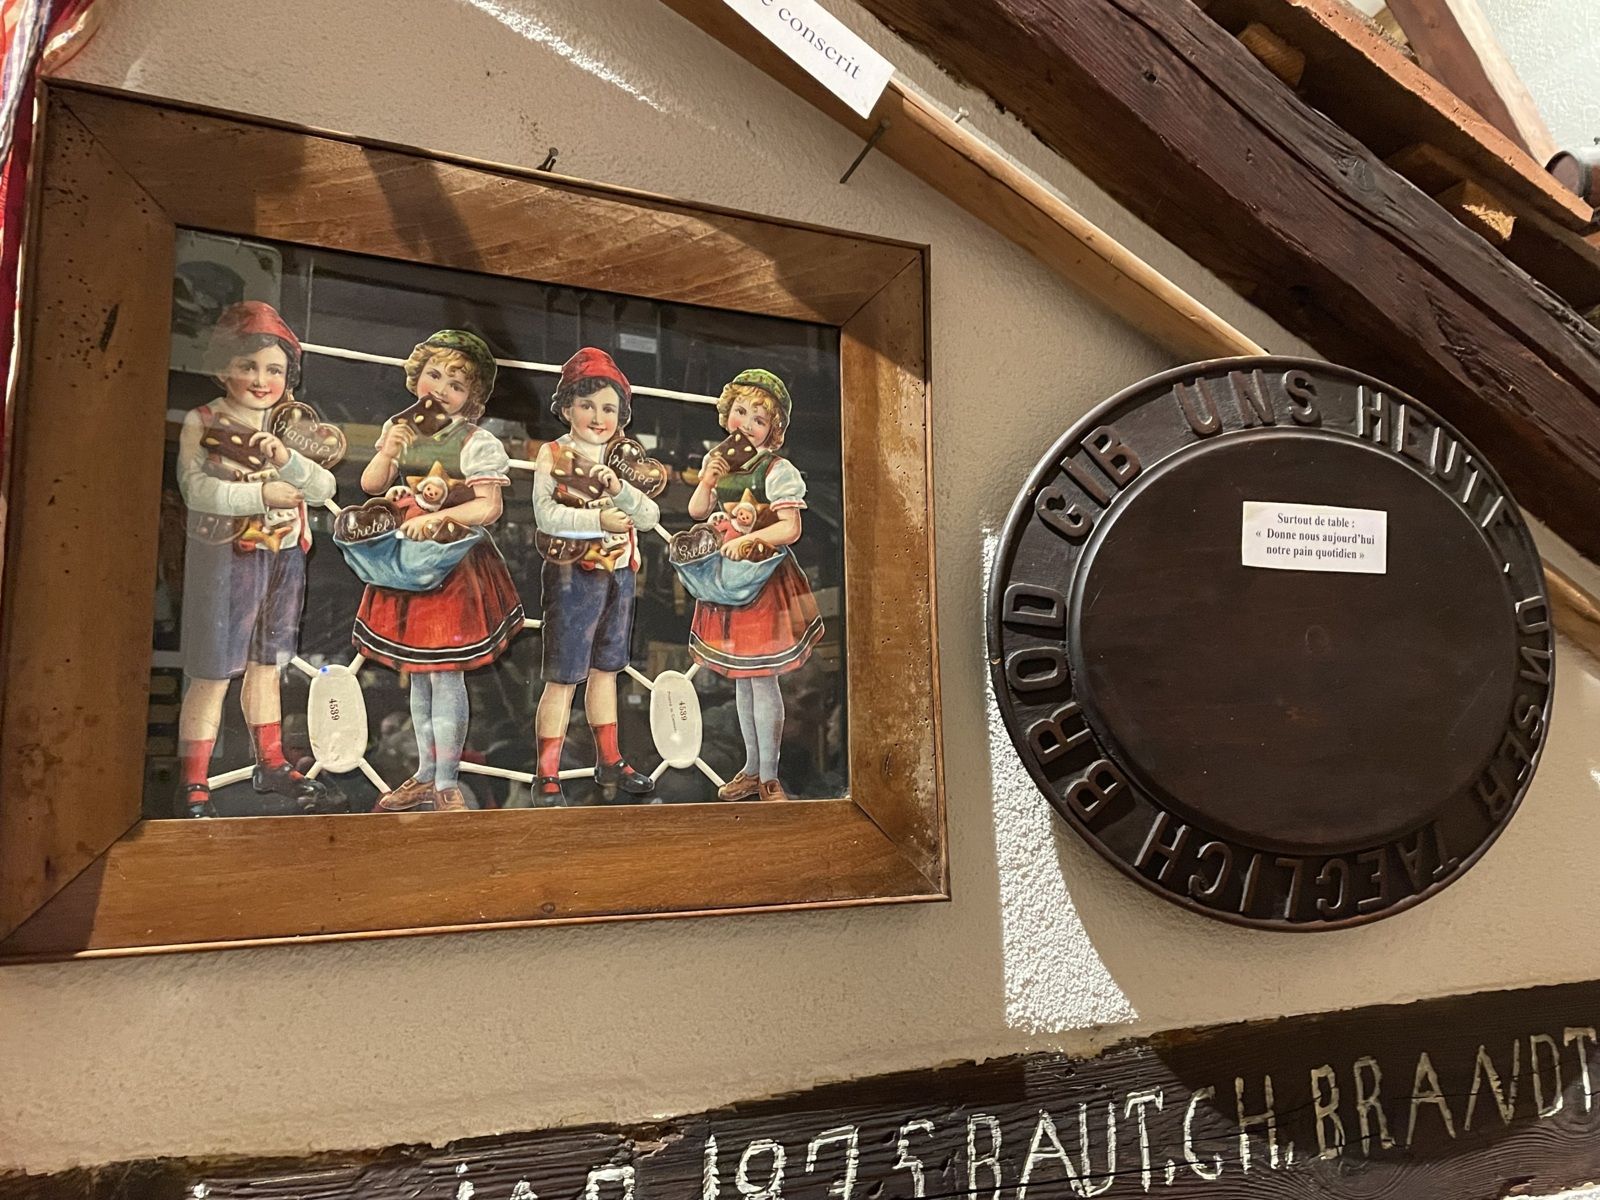 e conscrit
Hansel
Gretel
Hansel
Gretel
4589
4589
GIB UNS HEUTE. UNSER TAEGLICH BROD
Surtout de table :
« Donne nous aujourd'hui
notre pain quotidien »
1875 BAUT. CH. BRANDT